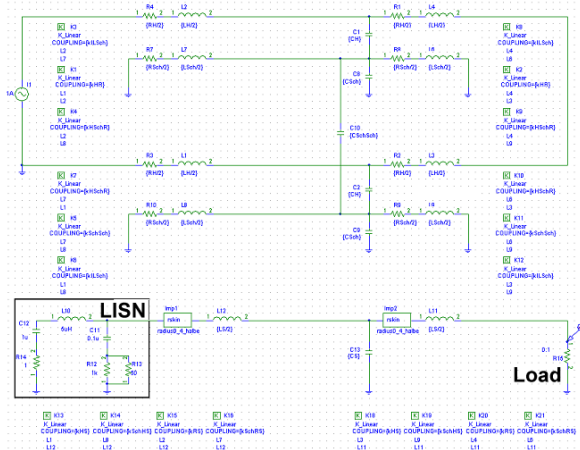 R4
L2
R1
L4
{RH/2}
{LH/2}
{RH/2}
{LH/2}
K3
K_Linear
COUPLING={kILSch}
L2
L7
C1
{CH}
K_Linear
L4
R7
L7
{RSch/2}
{LSch/2}
{RSch/2}
{LSch/2}
K1
K_Linear
COUPLING={kHR}
L1
L2
C8
{CSch}
K2
K_Linear
COUPLING={kHR}
L4
L3
I1
1A
K4
K_Linear
COUPLING={kHSchR}
L2
L8
C10
{CSchSch}
K9
K_Linear
COUPLING={kHSchR}
L4
L9
R3
L1
R2
L3
{RH/2}
{LH/2}
{RH/2}
{LH/2}
K7
K_Linear
COUPLING={kHSchR}
L7
L1
C2
{CH}
K10
K_Linear
COUPLING={kHSchR}
L6
L3
R10
L8
R9
{RSch/2}
{LSch/2}
{RSch/2}
{LSch/2}
K5
K_Linear
COUPLING={kSchSch}
L7
L8
C9
{CSch}
K11
K_Linear
COUPLING={kSchSch}
L6
L9
K_Linear
COUPLING={kILSch}
L1
L8
K12
K_Linear
COUPLING={kILSch}
L3
L9
LISN
L10
6uH
C12
1u
C11
0.1u
R14
1
R12
1k
R13
50
Imp1
rskin
radius0_4_halbe
L12
{LS/2}
Imp2
rskin
radius0_4_halbe
L11
{LS/2}
C13
{CS}
0.1
R15
Load
K13
K_Linear
COUPLING={kHS}
L1
L12
K14
K_Linear
COUPLING={kSchHS}
L8
L12
K15
K_Linear
COUPLING={kRS}
L2
L12
K16
K_Linear
COUPLING={kSchRS}
L7
L12
K18
K_Linear
COUPLING={kHS}
L3
L11
K19
K_Linear
COUPLING={kSchHS}
L9
L11
K20
K_Linear
COUPLING={kRS}
L4
L11
K21
K_Linear
COUPLING={kSchRS}
L6
L11